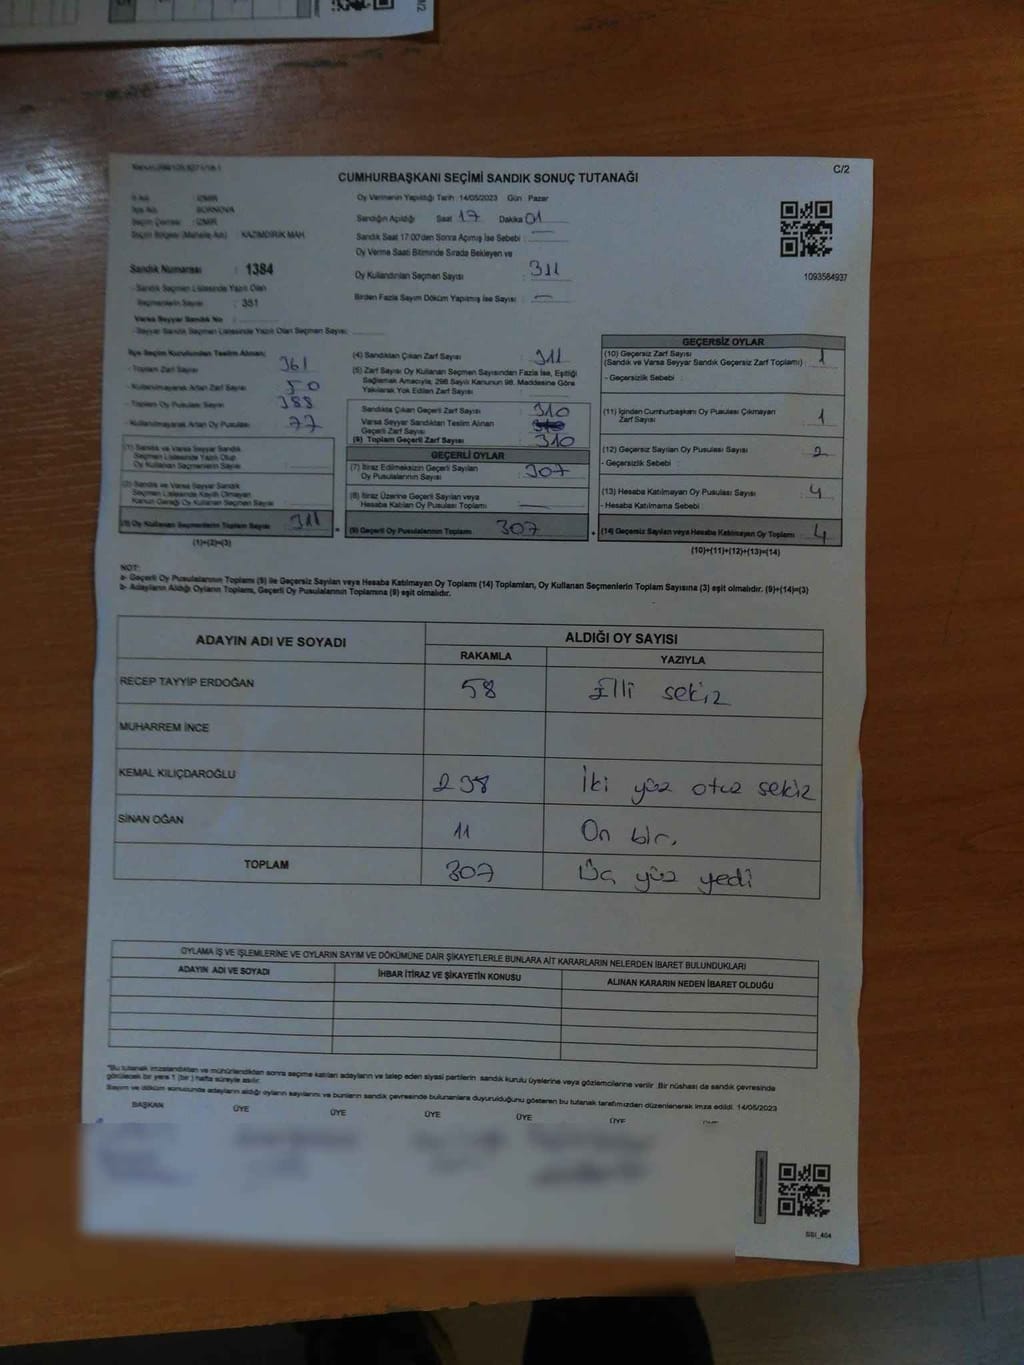 C/2
CUMHURBAŞKANI SEÇİMİ SANDIK SONUÇ TUTANAĞI
İZMİR
Oy Vermenin Yapıldığı Tarih :14/05/2023 Gün : Pazar
BORNOVA
İZMİR
Sandığın Açıldığı Saat 17 Dakika 01
Seçim Bölgesi (Mahalle Adı) : KAZIMDİRİK MAH.
Sandık Saat 17:00'den Sonra Açımış İse Sebebi : —
Oy Verme Saati Bitiminde Sırada Bekleyen ve
Oy Kullandırılan Seçmen Sayısı : 311
1093584937
Sandık Numarası : 1384
- Sandık Seçmen Listesinde Yazılı Olan
Seçmenlerin Sayısı : 351
Birden Fazla Sayım Döküm Yapılmış İse Sayısı : —
Varsa Seyyar Sandık No :
- Seyyar Sandık Seçmen Listesinde Yazılı Olan Seçmen Sayısı:
İlçe Seçim Kurulundan Teslim Alınan;
- Toplam Zarf Sayısı 361
- Kullanılmayarak Artan Zarf Sayısı 50
- Toplam Oy Pusulası Sayısı 388
- Kullanılmayarak Artan Oy Pusulası 77
(1) Sandık ve Varsa Seyyar Sandık
Seçmen Listesinde Yazılı Olup
Oy Kullanan Seçmenlerin Sayısı :
(2) Sandık ve Varsa Seyyar Sandık
Seçmen Listesinde Kayıtlı Olmayan
Kanun Gereği Oy Kullanan Seçmen Sayısı :
(3) Oy Kullanan Seçmenlerin Toplam Sayısı 311
(1)+(2)=(3)
(4) Sandıktan Çıkan Zarf Sayısı : 311
(5) Zarf Sayısı Oy Kullanan Seçmen Sayısından Fazla İse, Eşitliği
Sağlamak Amacıyla; 298 Sayılı Kanunun 98. Maddesine Göre
Yakılarak Yok Edilen Zarf Sayısı :
Sandıkta Çıkan Geçerli Zarf Sayısı : 310
Varsa Seyyar Sandıktan Teslim Alınan
Geçerli Zarf Sayısı :
(6) Toplam Geçerli Zarf Sayısı : 310
GEÇERLİ OYLAR
(7) İtiraz Edilmeksizin Geçerli Sayılan
Oy Pusulalarının Sayısı : 307
(8) İtiraz Üzerine Geçerli Sayılan veya
Hesaba Katılan Oy Pusulaları Toplamı : —
= (9) Geçerli Oy Pusulalarının Toplamı : 307
GEÇERSİZ OYLAR
(10) Geçersiz Zarf Sayısı
(Sandık ve Varsa Seyyar Sandık Geçersiz Zarf Toplamı) : 1
- Geçersizlik Sebebi :
(11) İçinden Cumhurbaşkanı Oy Pusulası Çıkmayan
Zarf Sayısı : 1
(12) Geçersiz Sayılan Oy Pusulası Sayısı : 2
- Geçersizlik Sebebi :
(13) Hesaba Katılmayan Oy Pusulası Sayısı : 4
- Hesaba Katılmama Sebebi :
+ (14) Geçersiz Sayılan veya Hesaba Katılmayan Oy Toplamı : 4
(10)+(11)+(12)+(13)=(14)
NOT:
a- Geçerli Oy Pusulalarının Toplamı (9) ile Geçersiz Sayılan veya Hesaba Katılmayan Oy Toplamı (14) Toplamları, Oy Kullanan Seçmenlerin Toplam Sayısına (3) eşit olmalıdır. (9)+(14)=(3)
b- Adayların Aldığı Oyların Toplamı, Geçerli Oy Pusulalarının Toplamına (9) eşit olmalıdır.
ADAYIN ADI VE SOYADI ALDIĞI OY SAYISI
RAKAMLA YAZIYLA
RECEP TAYYİP ERDOĞAN 58 Elli sekiz
MUHARREM İNCE
KEMAL KILIÇDAROĞLU 238 İki yüz otuz sekiz
SİNAN OĞAN 11 On bir.
TOPLAM 307 Üç yüz yedi
OYLAMA İŞ VE İŞLEMLERİNE VE OYLARIN SAYIM VE DÖKÜMÜNE DAİR ŞİKAYETLERLE BUNLARA AİT KARARLARIN NELERDEN İBARET BULUNDUKLARI
ADAYIN ADI VE SOYADI İHBAR İTİRAZ VE ŞİKAYETİN KONUSU ALINAN KARARIN NEDEN İBARET OLDUĞU
*Bu tutanak imzalandıktan ve mühürlendikten sonra seçime katılan adayların ve talep eden siyasi partilerin sandık kurulu üyelerine veya gözlemcilerine verilir. Bir nüshası da sandık çevresinde
görülecek bir yere 1 (bir) hafta süreyle asılır.
Sayım ve döküm sonucunda adayların aldığı oyların sayılarını ve bunların sandık çevresinde bulunanlara duyurulduğunu gösteren bu tutanak tarafımızdan düzenlenerek imza edildi. 14/05/2023
BAŞKAN ÜYE ÜYE ÜYE ÜYE ÜYE
SSI_404